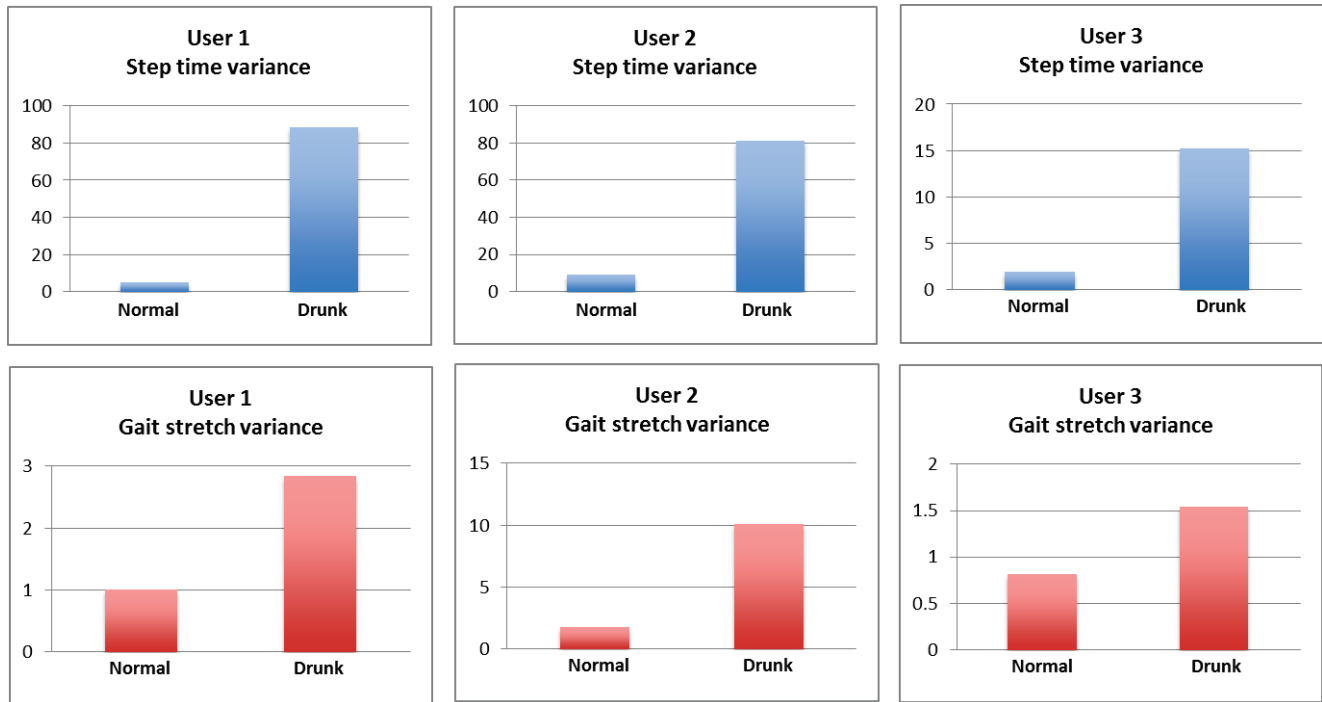 User 1
Step time variance
100
80
60
40
20
0
Normal Drunk
User 2
Step time variance
100
80
60
40
20
0
Normal Drunk
User 3
Step time variance
20
15
10
5
0
Normal Drunk
User 1
Gait stretch variance
3
2
1
0
Normal Drunk
User 2
Gait stretch variance
15
10
5
0
Normal Drunk
User 3
Gait stretch variance
2
1.5
1
0.5
0
Normal Drunk